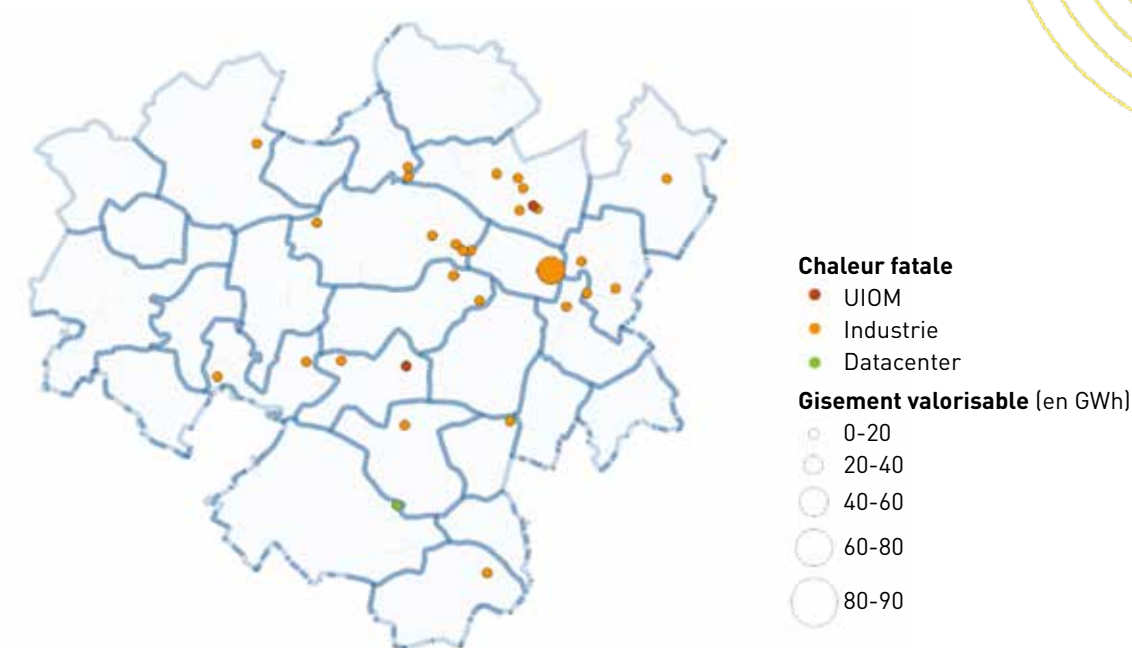 Chaleur fatale
UIOM
Industrie
Datacenter
Gisement valorisable (en GWh)
0-20
20-40
40-60
60-80
80-90